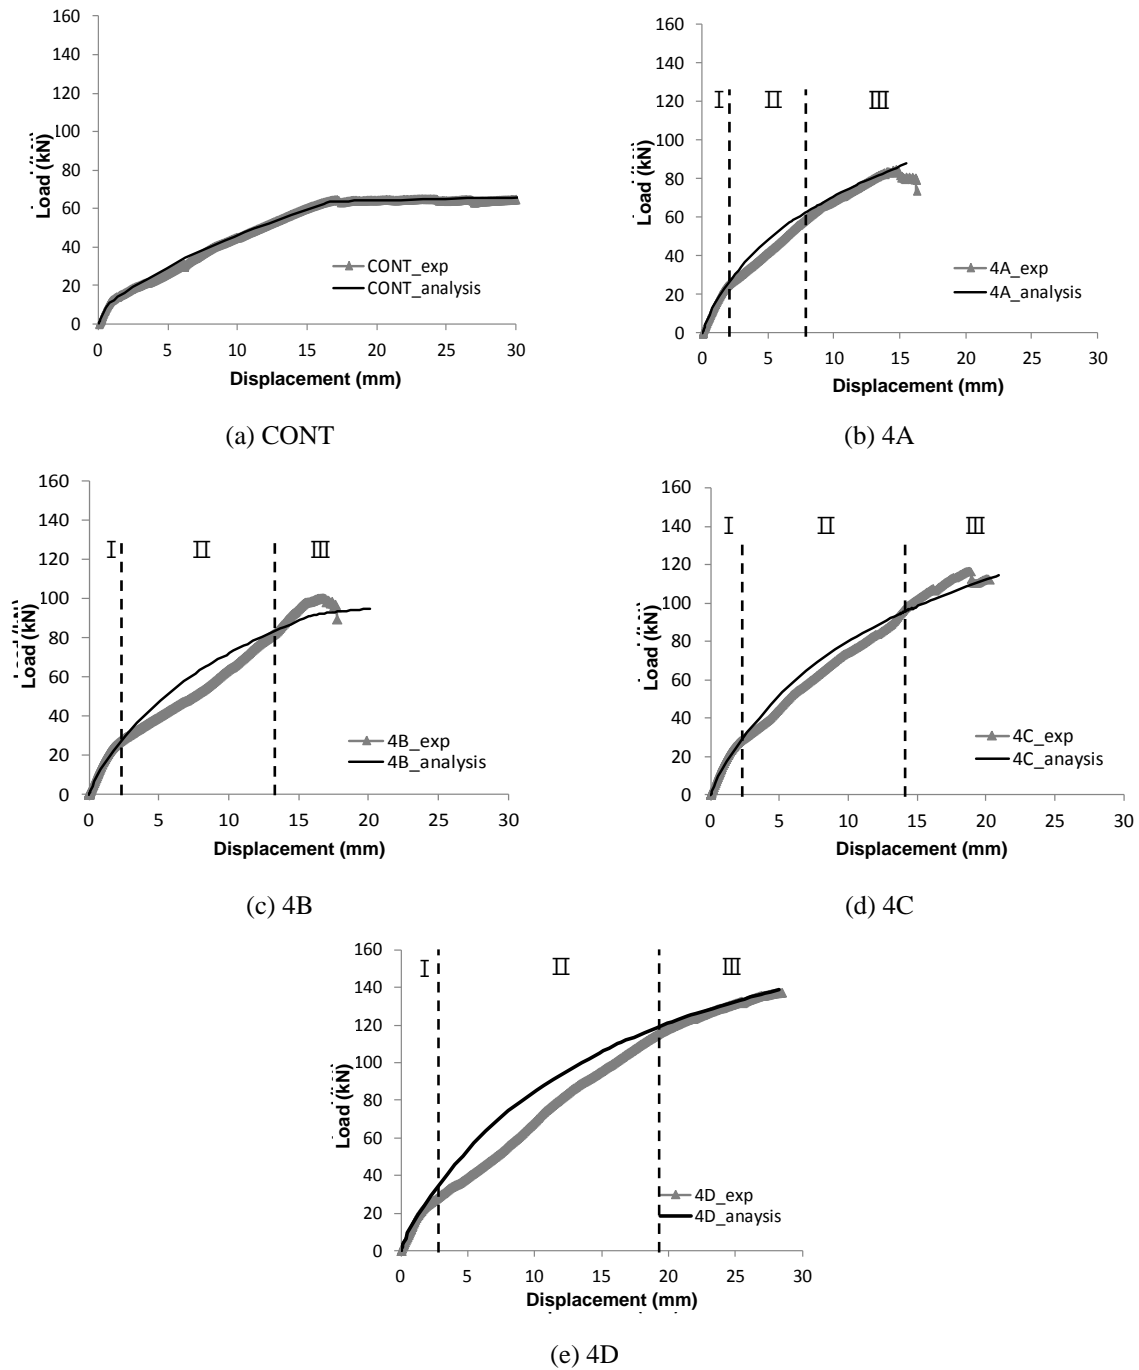 160
140
120
100
80
60
40
20
0
Load (kN)
CONT_exp
CONT_analysis
0 5 10 15 20 25 30
Displacement (mm)
(a) CONT
160
140
120
100
80
60
40
20
0
Load (kN)
I II III
4A_exp
4A_analysis
0 5 10 15 20 25 30
Displacement (mm)
(b) 4A
160
140
120
100
80
60
40
20
0
Load (kN)
I II III
4B_exp
4B_analysis
0 5 10 15 20 25 30
Displacement (mm)
(c) 4B
160
140
120
100
80
60
40
20
0
Load (kN)
I II III
4C_exp
4C_anaysis
0 5 10 15 20 25 30
Displacement (mm)
(d) 4C
160
140
120
100
80
60
40
20
0
Load (kN)
I II III
4D_exp
4D_anaysis
0 5 10 15 20 25 30
Displacement (mm)
(e) 4D